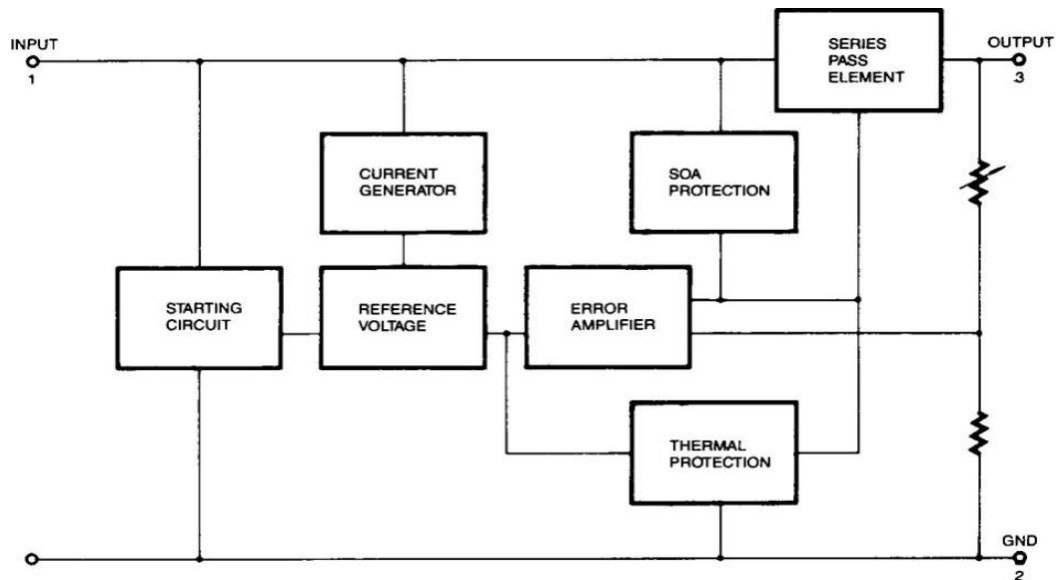 INPUT
1
SERIES
PASS
ELEMENT
OUTPUT
3
CURRENT
GENERATOR
SOA
PROTECTION
STARTING
CIRCUIT
REFERENCE
VOLTAGE
ERROR
AMPLIFIER
THERMAL
PROTECTION
GND
2